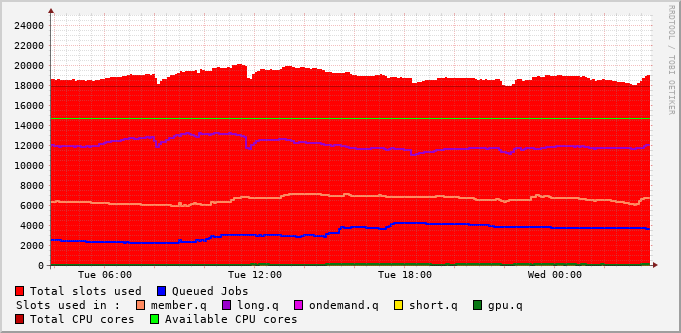 24000
22000
20000
18000
16000
14000
12000
10000
8000
6000
4000
2000
0
Tue 06:00 Tue 12:00 Tue 18:00 Wed 00:00
Total slots used Queued Jobs
Slots used in : member.q long.q ondemand.q short.q gpu.q
Total CPU cores Available CPU cores
RRDTOOL / TOBI OETIKER